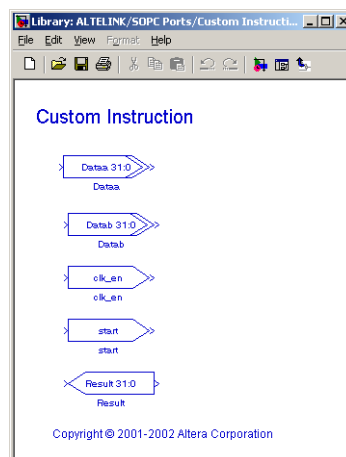 Library: ALTELINK/SOPC Ports/Custom Instructi...
File Edit View Format Help
Custom Instruction
Dataa 31:0
Dataa
Datab 31:0
Datab
clk_en
clk_en
start
start
Result 31:0
Result
Copyright © 2001-2002 Altera Corporation